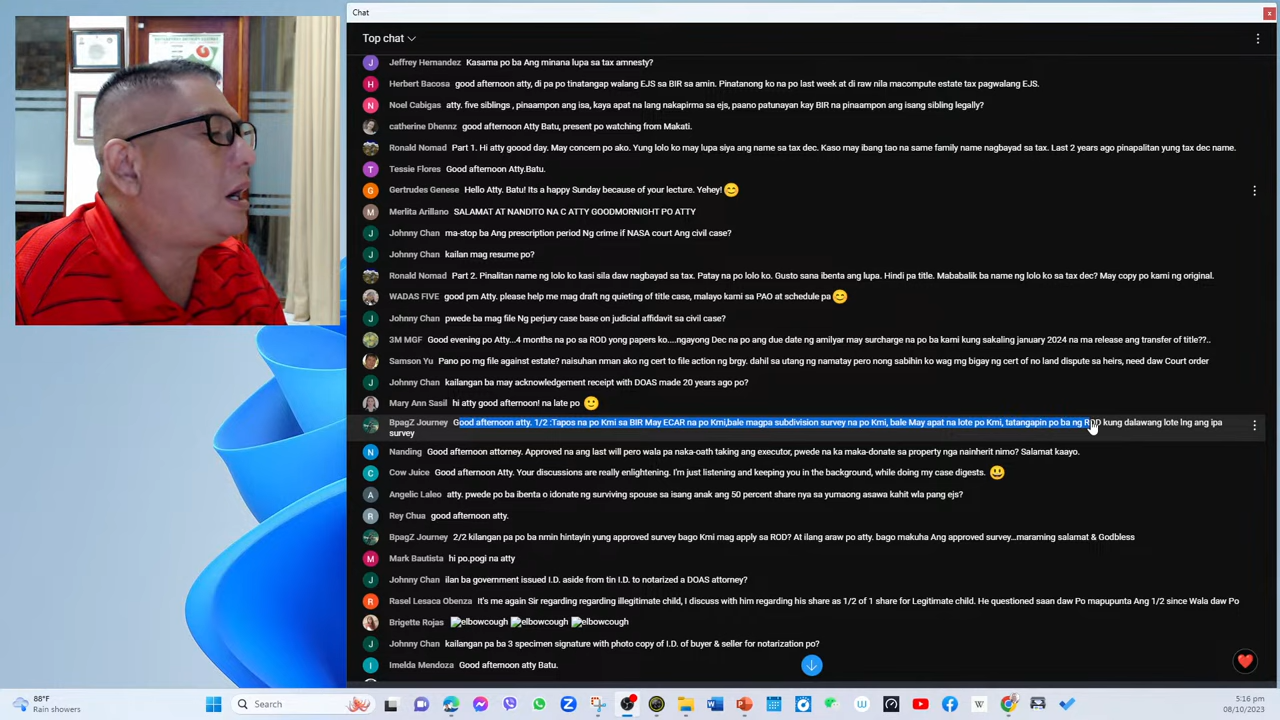 Chat
Top chat
Jeffrey Hernandez Kasama po ba Ang minana lupa sa tax amnesty?
Herbert Bacosa good afternoon atty, di pa po tinatangap walang EJS sa BIR sa amin. Pinatanong ko na po last week at di raw nila macompute estate tax pagwalang EJS.
Noel Cabigas atty. five siblings , pinaampon ang isa, kaya apat na lang nakapirma sa ejs, paano patunayan kay BIR na pinaampon ang isang sibling legally?
catherine Dhennz good afternoon Atty Batu, present po watching from Makati.
Ronald Nomad Part 1. Hi atty goood day. May concern po ako. Yung lolo ko may lupa siya ang name sa tax dec. Kaso may ibang tao na same family name nagbayad sa tax. Last 2 years ago pinapalitan yung tax dec name.
Tessie Flores Good afternoon Atty.Batu.
Gertrudes Genese Hello Atty. Batu! Its a happy Sunday because of your lecture. Yehey! 😊
Merlita Arillano SALAMAT AT NANDITO NA C ATTY GOODMORNIGHT PO ATTY
Johnny Chan ma-stop ba Ang prescription period Ng crime if NASA court Ang civil case?
Johnny Chan kailan mag resume po?
Ronald Nomad Part 2. Pinalitan name ng lolo ko kasi sila daw nagbayad sa tax. Patay na po lolo ko. Gusto sana ibenta ang lupa. Hindi pa title. Mababalik ba name ng lolo ko sa tax dec? May copy po kami ng original.
WADAS FIVE good pm Atty. please help me mag draft ng quieting of title case, malayo kami sa PAO at schedule pa 😊
Johnny Chan pwede ba mag file Ng perjury case base on judicial affidavit sa civil case?
3M MGF Good evening po Atty...4 months na po sa ROD yong papers ko....ngayong Dec na po ang due date ng amilyar may surcharge na po ba kami kung sakaling january 2024 na ma release ang transfer of title??..
Samson Yu Pano po mg file against estate? naisuhan nman ako ng cert to file action ng brgy. dahil sa utang ng namatay pero nong sabihin ko wag mg bigay ng cert of no land dispute sa heirs, need daw Court order
Johnny Chan kailangan ba may acknowledgement receipt with DOAS made 20 years ago po?
Mary Ann Sasil hi atty good afternoon! na late po 🙂
BpagZ Journey Good afternoon atty. 1/2 :Tapos na po Kmi sa BIR May ECAR na po Kmi,bale magpa subdivision survey na po Kmi, bale May apat na lote po Kmi, tatangapin po ba ng ROD kung dalawang lote lng ang ipa
survey
Nanding Good afternoon attorney. Approved na ang last will pero wala pa naka-oath taking ang executor, pwede na ka maka-donate sa property nga nainherit nimo? Salamat kaayo.
Cow Juice Good afternoon Atty. Your discussions are really enlightening. I'm just listening and keeping you in the background, while doing my case digests. 😃
Angelic Laleo atty. pwede po ba ibenta o idonate ng surviving spouse sa isang anak ang 50 percent share nya sa yumaong asawa kahit wla pang ejs?
Rey Chua good afternoon atty.
BpagZ Journey 2/2 kilangan pa po ba nmin hintayin yung approved survey bago Kmi mag apply sa ROD? At ilang araw po atty. bago makuha Ang approved survey...maraming salamat & Godbless
Mark Bautista hi po.pogi na atty
Johnny Chan ilan ba government issued I.D. aside from tin I.D. to notarized a DOAS attorney?
Rasel Lesaca Obenza It's me again Sir regarding regarding illegitimate child, I discuss with him regarding his share as 1/2 of 1 share for Legitimate child. He questioned saan daw Po mapupunta Ang 1/2 since Wala daw Po
Brigette Rojas elbowcough elbowcough elbowcough
Johnny Chan kailangan pa ba 3 specimen signature with photo copy of I.D. of buyer & seller for notarization po?
Imelda Mendoza Good afternoon atty Batu.
88°F
Rain showers
Search
5:16 pm
08/10/2023